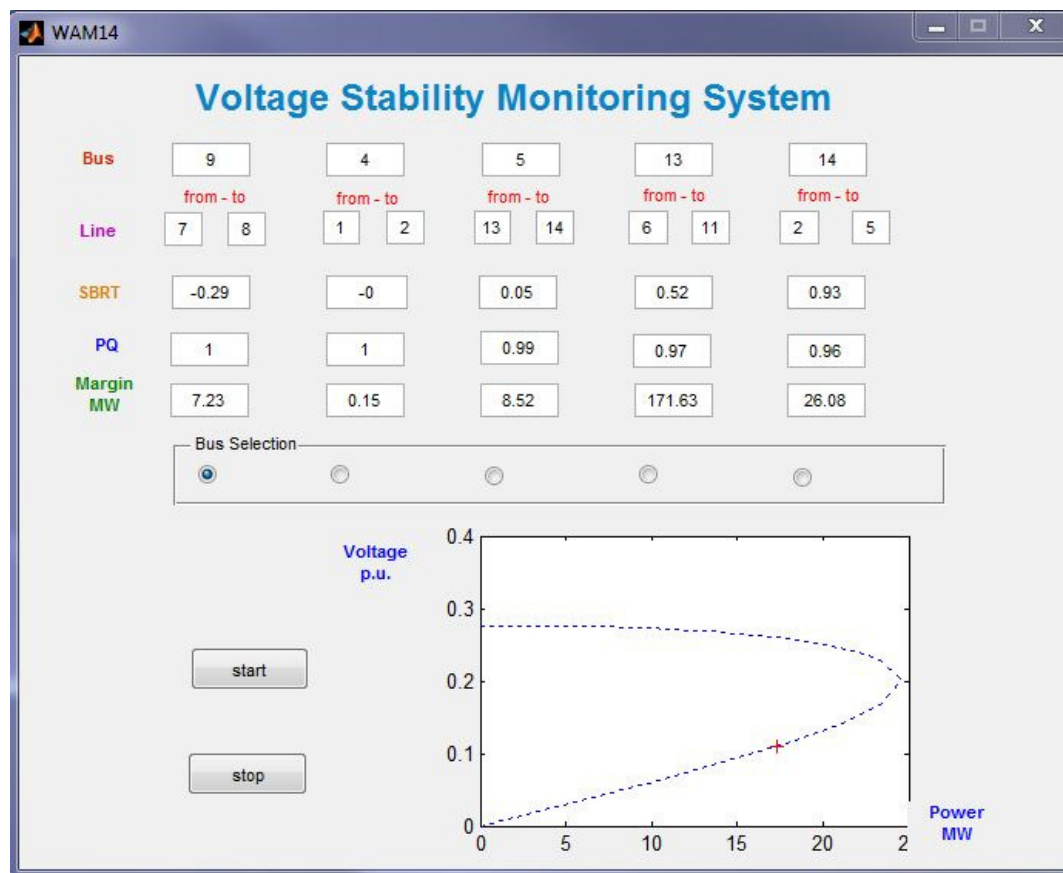 WAM14
Voltage Stability Monitoring System
Bus 9 4 5 13 14
from - to from - to from - to from - to from - to
Line 7 8 1 2 13 14 6 11 2 5
SBRT -0.29 -0 0.05 0.52 0.93
PQ 1 1 0.99 0.97 0.96
Margin
MW 7.23 0.15 8.52 171.63 26.08
Bus Selection
Voltage
p.u.
0.4
0.3
0.2
0.1
0
start
stop
0 5 10 15 20 2
Power
MW